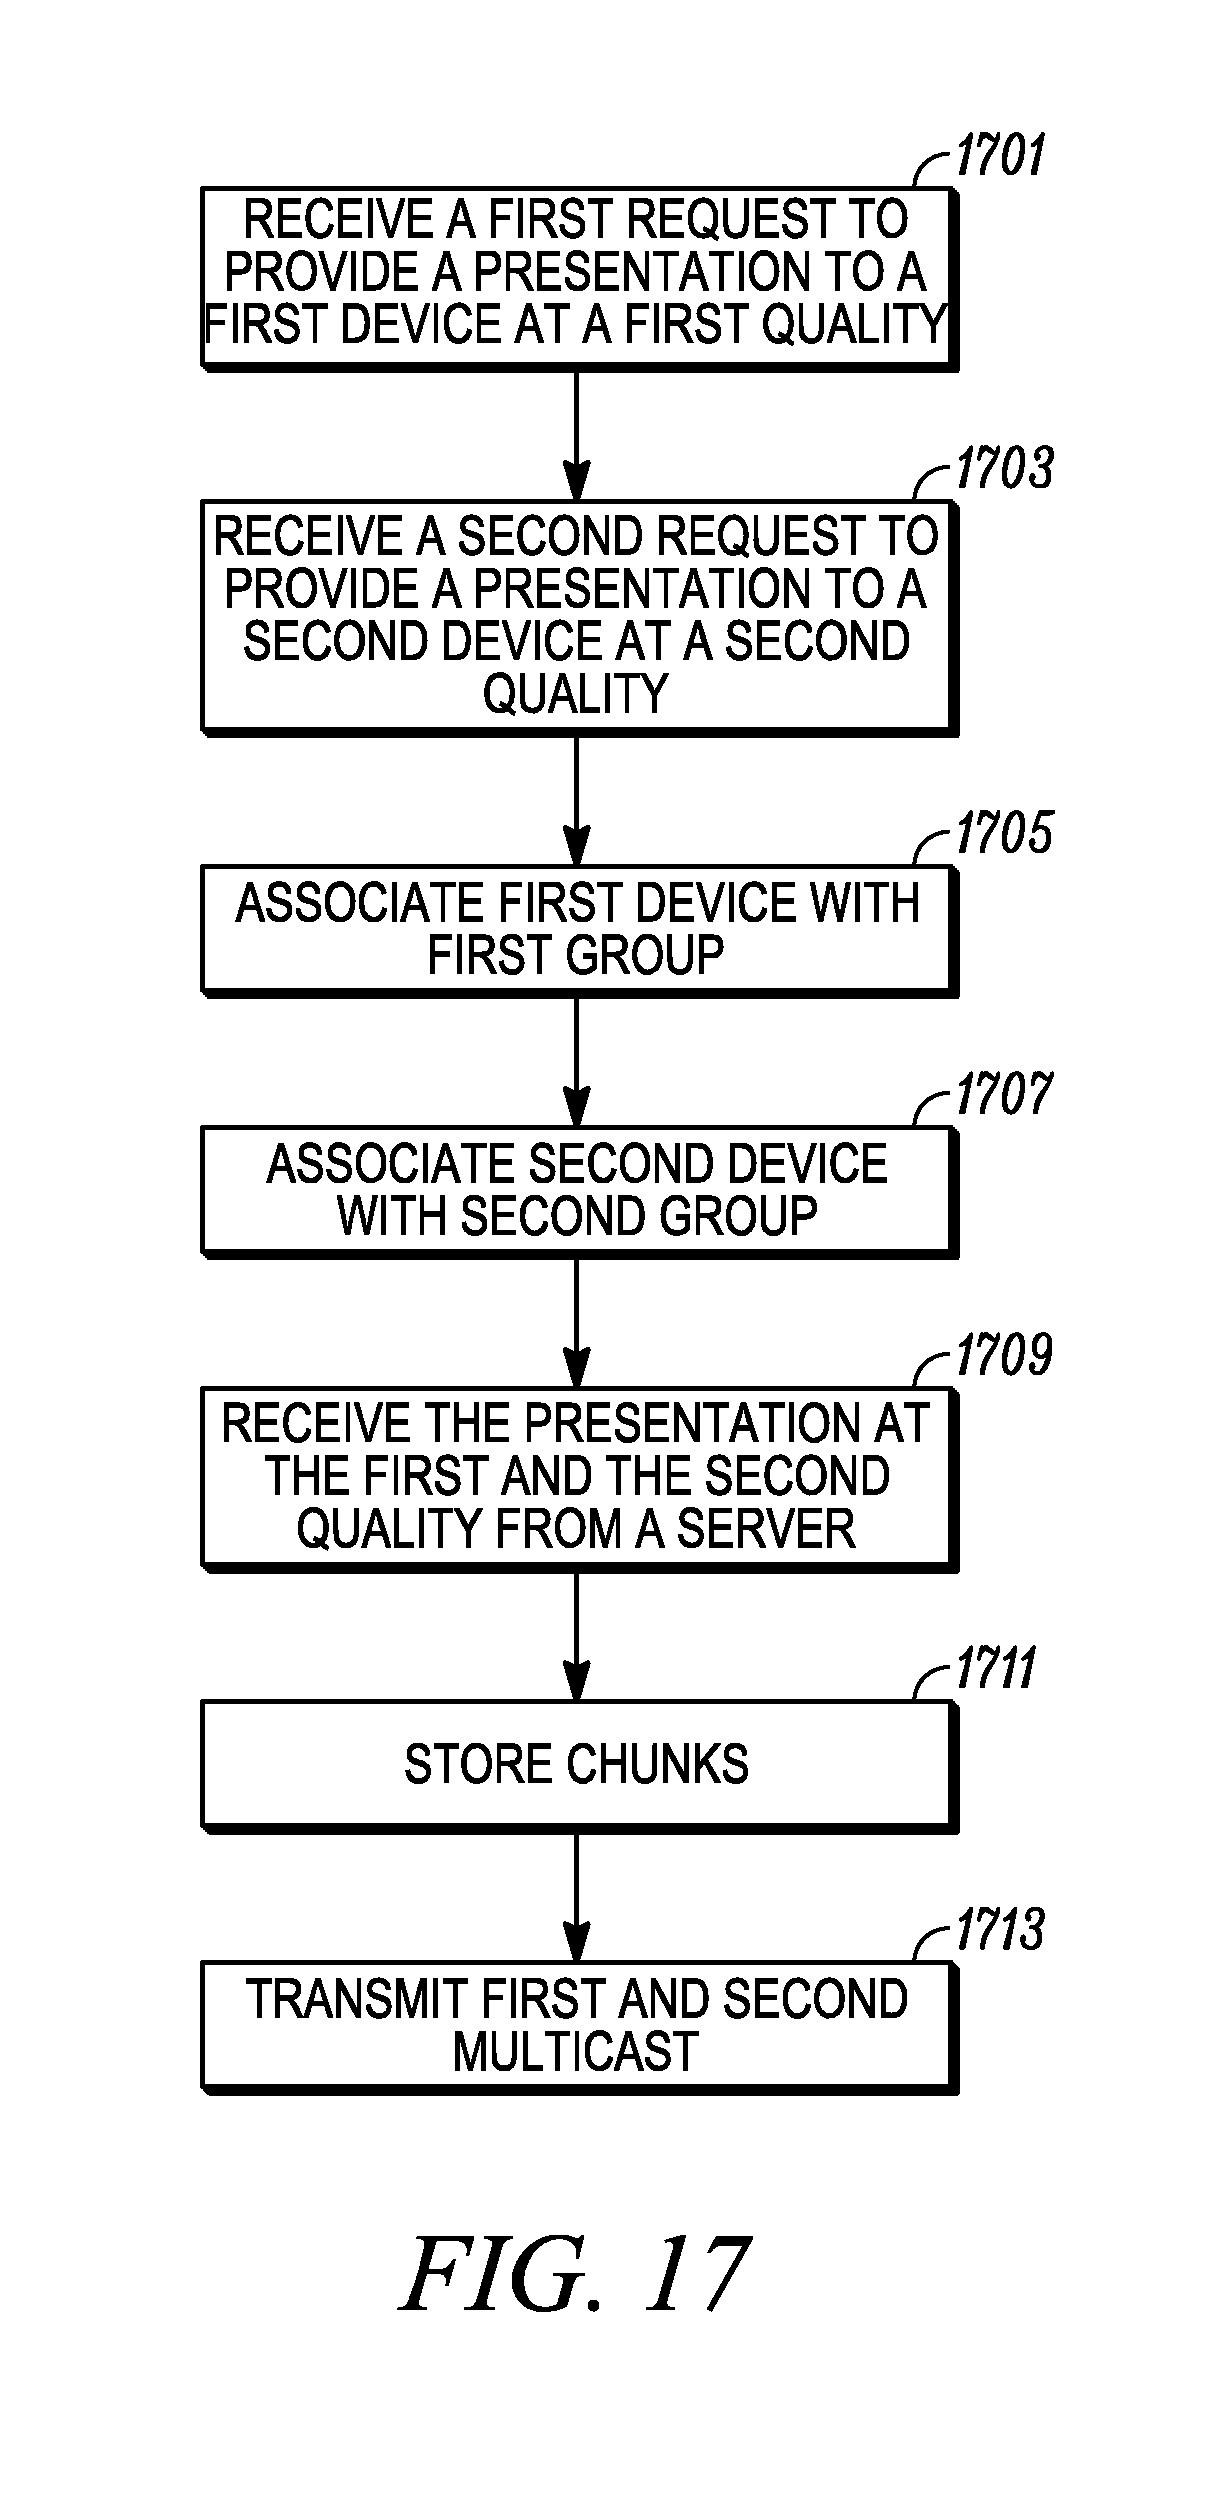 1701
RECEIVE A FIRST REQUEST TO
PROVIDE A PRESENTATION TO A
FIRST DEVICE AT A FIRST QUALITY
1703
RECEIVE A SECOND REQUEST TO
PROVIDE A PRESENTATION TO A
SECOND DEVICE AT A SECOND
QUALITY
1705
ASSOCIATE FIRST DEVICE WITH
FIRST GROUP
1707
ASSOCIATE SECOND DEVICE
WITH SECOND GROUP
1709
RECEIVE THE PRESENTATION AT
THE FIRST AND THE SECOND
QUALITY FROM A SERVER
1711
STORE CHUNKS
1713
TRANSMIT FIRST AND SECOND
MULTICAST
FIG. 17